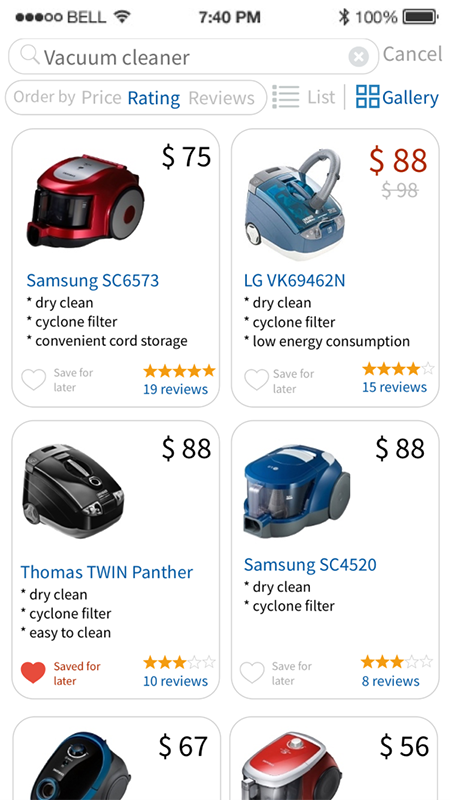 BELL 7:40 PM 100%
Vacuum cleaner Cancel
Order by Price Rating Reviews List Gallery
$ 75
Samsung SC6573
* dry clean
* cyclone filter
* convenient cord storage
Save for
later
19 reviews
$ 88
$ 98
LG VK69462N
* dry clean
* cyclone filter
* low energy consumption
Save for
later
15 reviews
$ 88
Thomas TWIN Panther
* dry clean
* cyclone filter
* easy to clean
Saved for
later
10 reviews
$ 88
Samsung SC4520
* dry clean
* cyclone filter
Save for
later
8 reviews
$ 67
$ 56